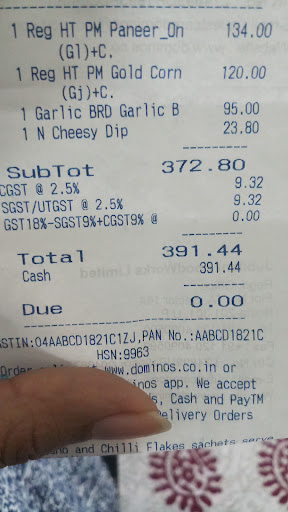 1 Reg HT PM Paneer_On 134.00
(Gl)+C.
1 Reg HT PM Gold Corn 120.00
(Gj)+C.
1 Garlic BRD Garlic B 95.00
1 N Cheesy Dip 23.80
SubTot 372.80
CGST @ 2.5% 9.32
SGST/UTGST @ 2.5% 9.32
GST18%-SGST9%+CGST9% @ 0.00
Total 391.44
Cash 391.44
Due 0.00
STIN:04AABCD1821C1ZJ,PAN No.:AABCD1821C
HSN:9963
Order www.dominos.co.in or
inos app. We accept
s, Cash and PayTM
elivery Orders
and Chilli Flakes sachets serve